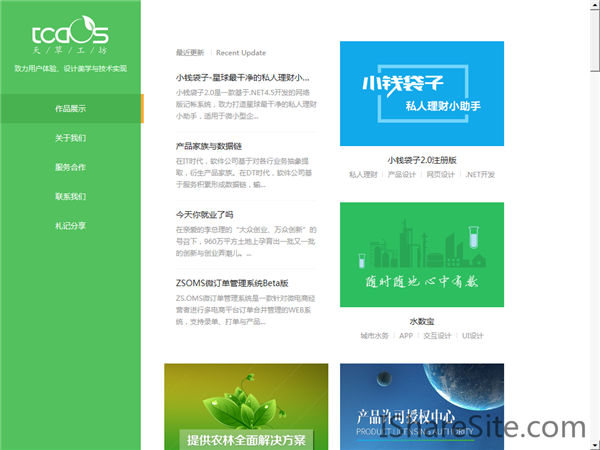 tcaos
天/草/工/坊
致力用户体验、设计美学与技术实现
作品展示
关于我们
服务合作
联系我们
札记分享
最近更新 | Recent Update
小钱袋子-星球最干净的私人理财小...
小钱袋子2.0是一款基于.NET4.5开发的网络
版记帐系统，致力打造星球最干净的私人理财
小助手，适用于微小型企...
产品家族与数据链
在IT时代，软件公司基于对各行业务抽象提
取，衍生产品家族。在DT时代，软件公司基
于服务积累形成数据链，输...
今天你就业了吗
在亲爱的李总理的“大众创业、万众创新”的
号召下，960万平方土地上孕育出一批又一批
的创新与创业弄潮儿。...
ZSOMS微订单管理系统Beta版
ZS.OMS微订单管理系统是一款针对微电商经
营者进行多电商平台订单合并管理的WEB系
统，支持录单、打单与产品...
小钱袋子
私人理财小助手
小钱袋子2.0注册版
私人理财 | 产品设计 | 网页设计 | .NET开发
随时随地 心中有数
水数宝
城市水务 | APP | 交互设计 | UI设计
提供农林全面解决方案
产品许可授权中心
PRODUCT LICENSING AUTHORITY
iShareSite.com